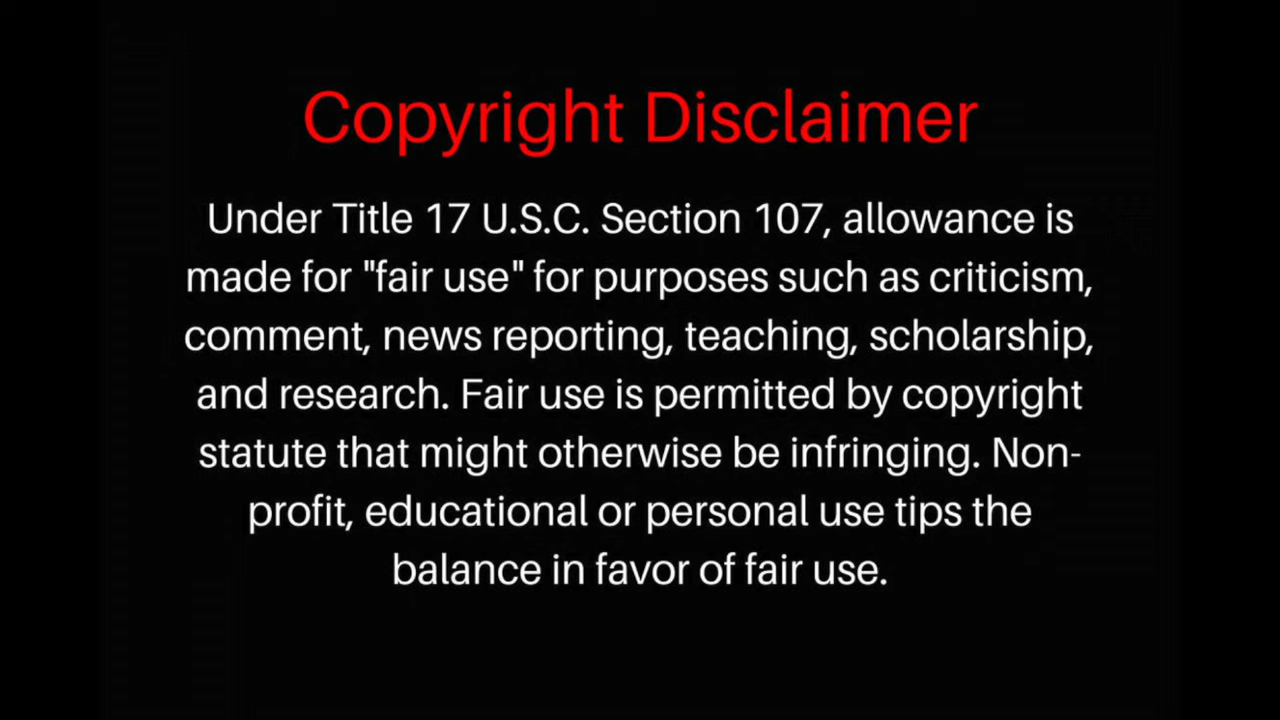 Copyright Disclaimer
Under Title 17 U.S.C. Section 107, allowance is
made for "fair use" for purposes such as criticism,
comment, news reporting, teaching, scholarship,
and research. Fair use is permitted by copyright
statute that might otherwise be infringing. Non-
profit, educational or personal use tips the
balance in favor of fair use.